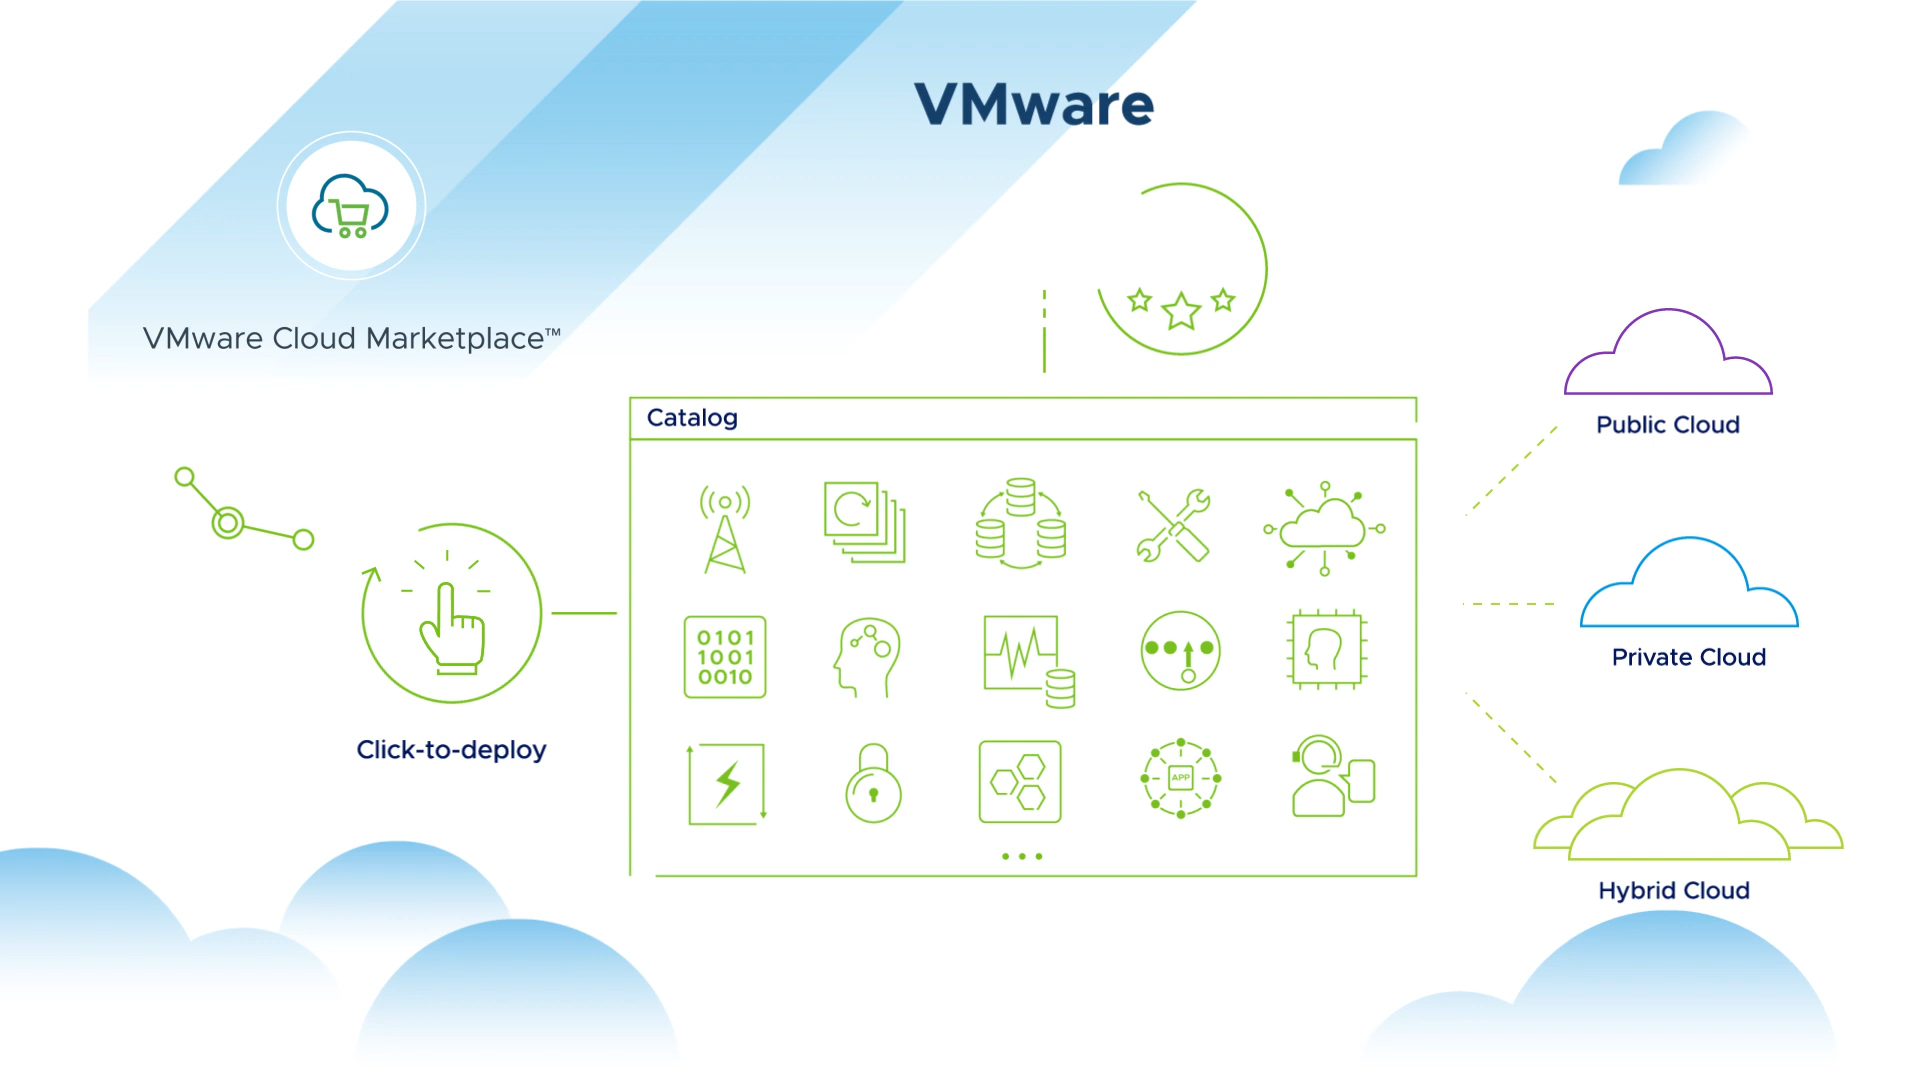 VMware
VMware Cloud Marketplace™
Catalog
Public Cloud
0101
1001
0010
Private Cloud
Click-to-deploy
APP
Hybrid Cloud